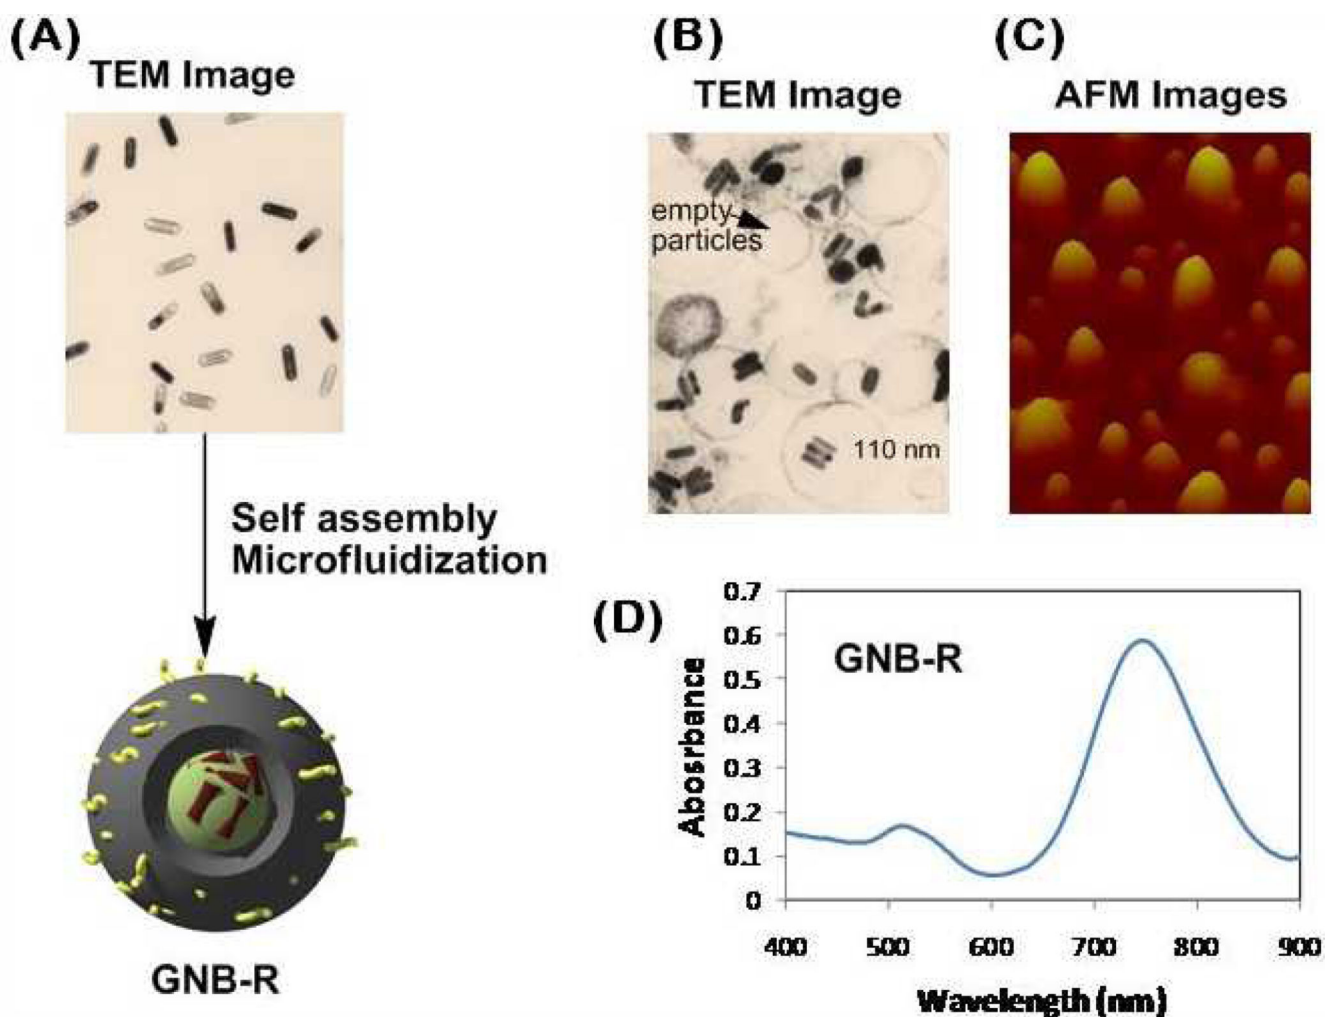 (A)
TEM Image
Self assembly
Microfluidization
GNB-R
(B)
TEM Image
empty
particles
110 nm
(C)
AFM Images
(D)
GNB-R
Abosrbance
0.7
0.6
0.5
0.4
0.3
0.2
0.1
0
400 500 600 700 800 900
Wavelength (nm)